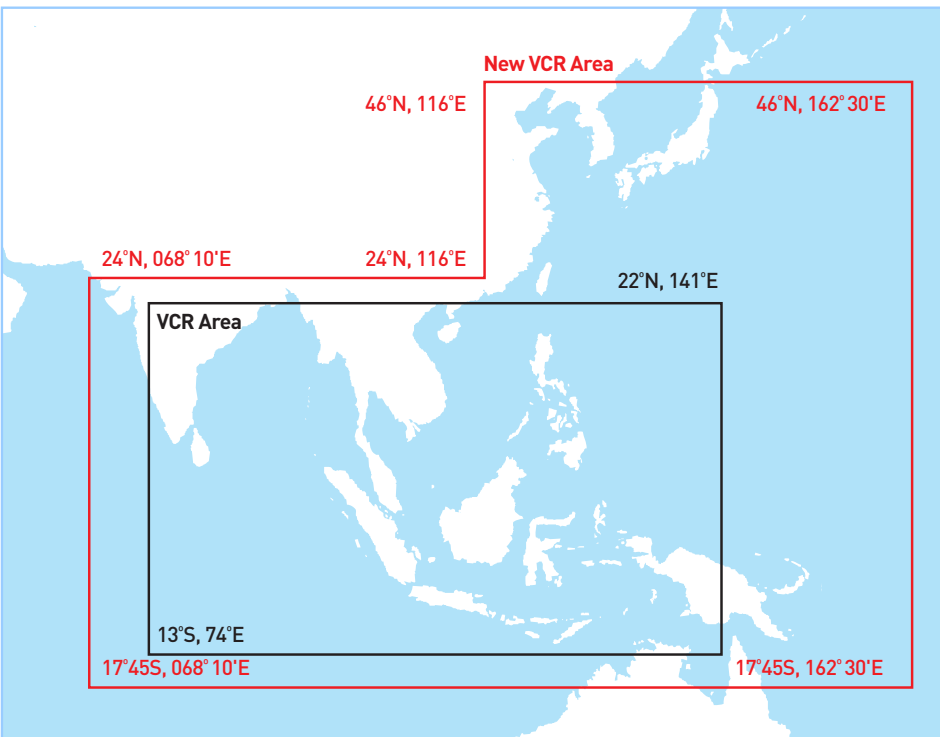 New VCR Area
46°N, 116°E
46°N, 162°30'E
24°N, 068°10'E
24°N, 116°E
22°N, 141°E
VCR Area
13°S, 74°E
17°45S, 068°10'E
17°45S, 162°30'E